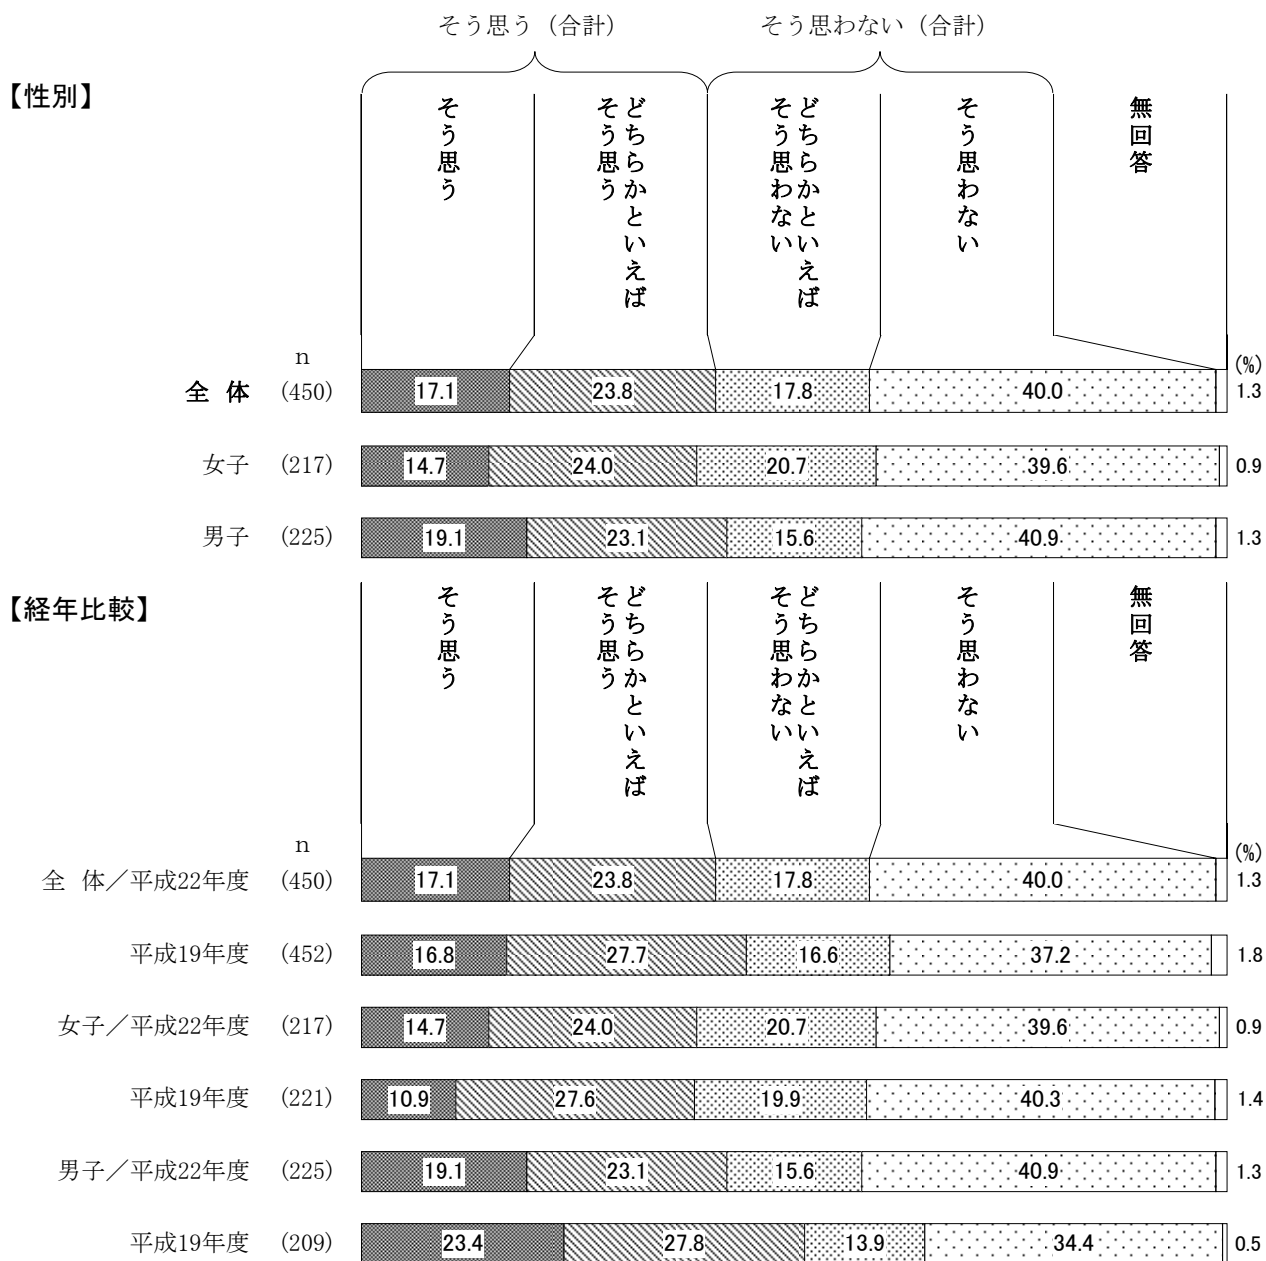 そう思う（合計）　そう思わない（合計）
【性別】
そう思う
どちらかといえば
そう思う
どちらかといえば
そう思わない
そう思わない
無回答
n
(%)
全 体 (450) 17.1 23.8 17.8 40.0 1.3
女子 (217) 14.7 24.0 20.7 39.6 0.9
男子 (225) 19.1 23.1 15.6 40.9 1.3
【経年比較】
そう思う
どちらかといえば
そう思う
どちらかといえば
そう思わない
そう思わない
無回答
n
(%)
全 体／平成22年度 (450) 17.1 23.8 17.8 40.0 1.3
平成19年度 (452) 16.8 27.7 16.6 37.2 1.8
女子／平成22年度 (217) 14.7 24.0 20.7 39.6 0.9
平成19年度 (221) 10.9 27.6 19.9 40.3 1.4
男子／平成22年度 (225) 19.1 23.1 15.6 40.9 1.3
平成19年度 (209) 23.4 27.8 13.9 34.4 0.5